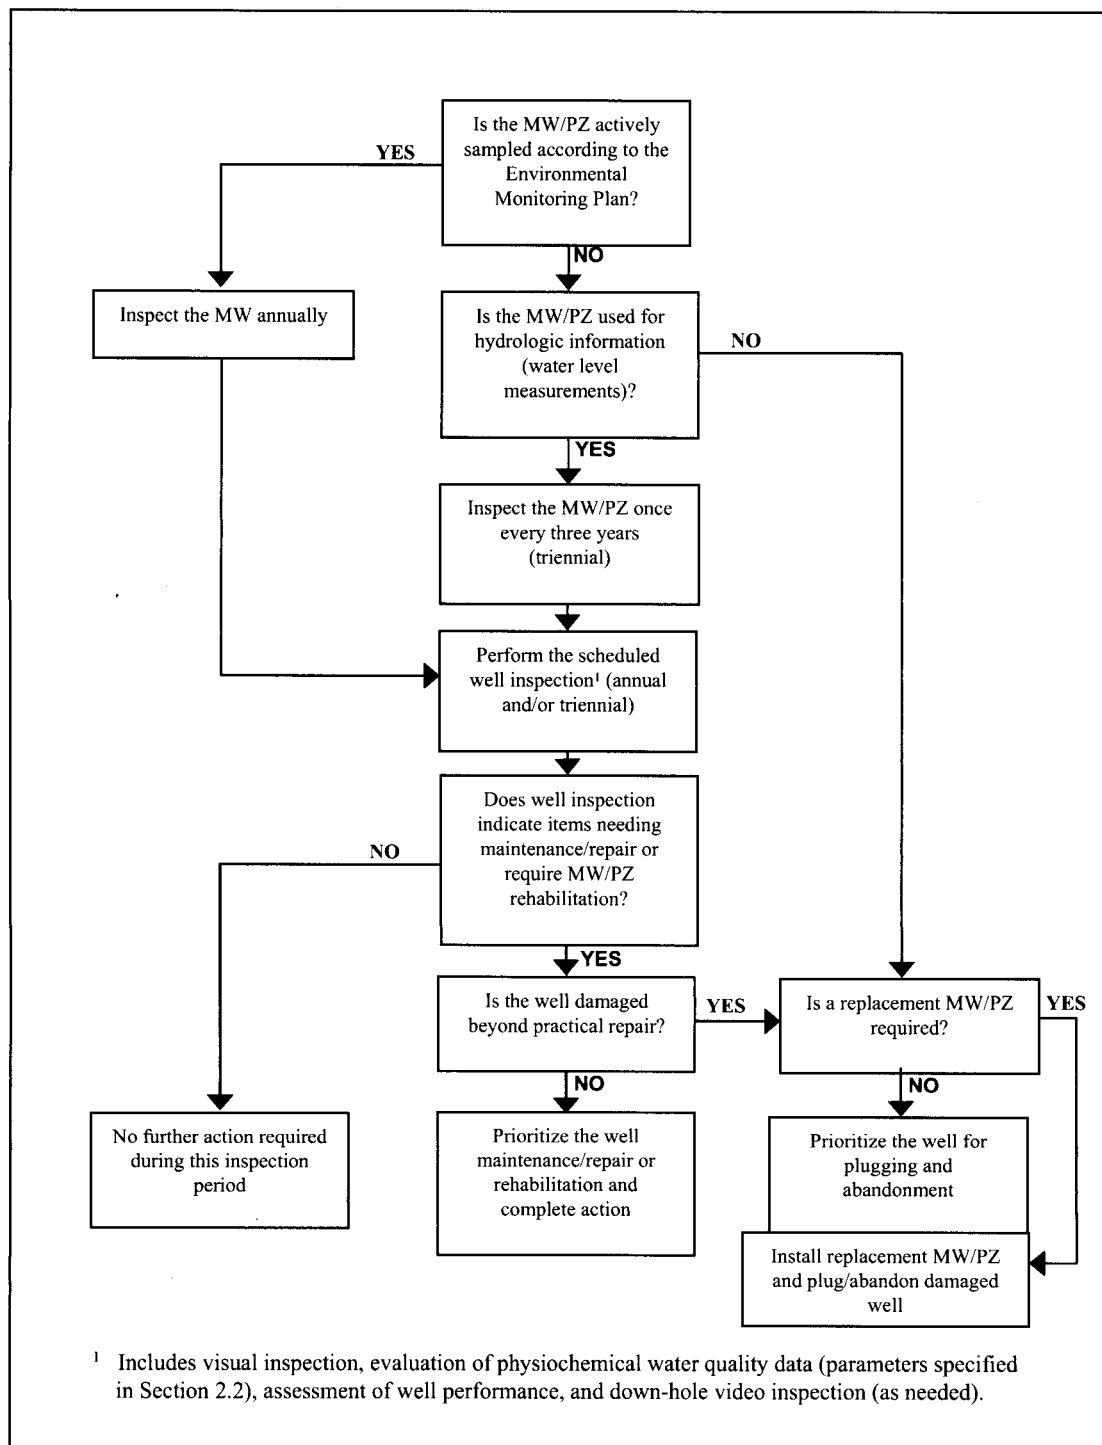 Is the MW/PZ actively
sampled according to the
Environmental
Monitoring Plan?
YES
NO
Inspect the MW annually
Is the MW/PZ used for
hydrologic information
(water level
measurements)?
NO
YES
Inspect the MW/PZ once
every three years
(triennial)
Perform the scheduled
well inspection¹ (annual
and/or triennial)
Does well inspection
indicate items needing
maintenance/repair or
require MW/PZ
rehabilitation?
NO
YES
Is the well damaged
beyond practical repair?
YES
Is a replacement MW/PZ
required?
YES
NO
NO
No further action required
during this inspection
period
Prioritize the well
maintenance/repair or
rehabilitation and
complete action
Prioritize the well for
plugging and
abandonment
Install replacement MW/PZ
and plug/abandon damaged
well
¹ Includes visual inspection, evaluation of physiochemical water quality data (parameters specified
in Section 2.2), assessment of well performance, and down-hole video inspection (as needed).